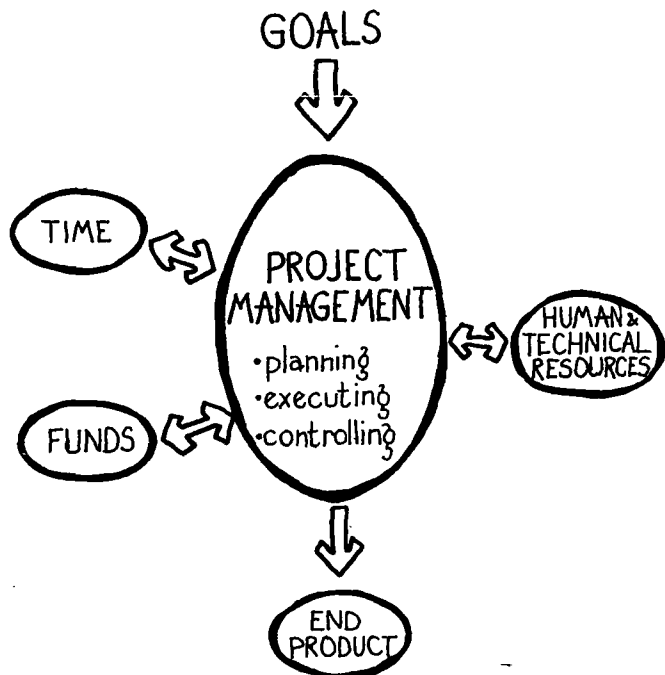 GOALS
TIME
PROJECT
MANAGEMENT
•planning
•executing
•controlling
HUMAN &
TECHNICAL
RESOURCES
FUNDS
END
PRODUCT